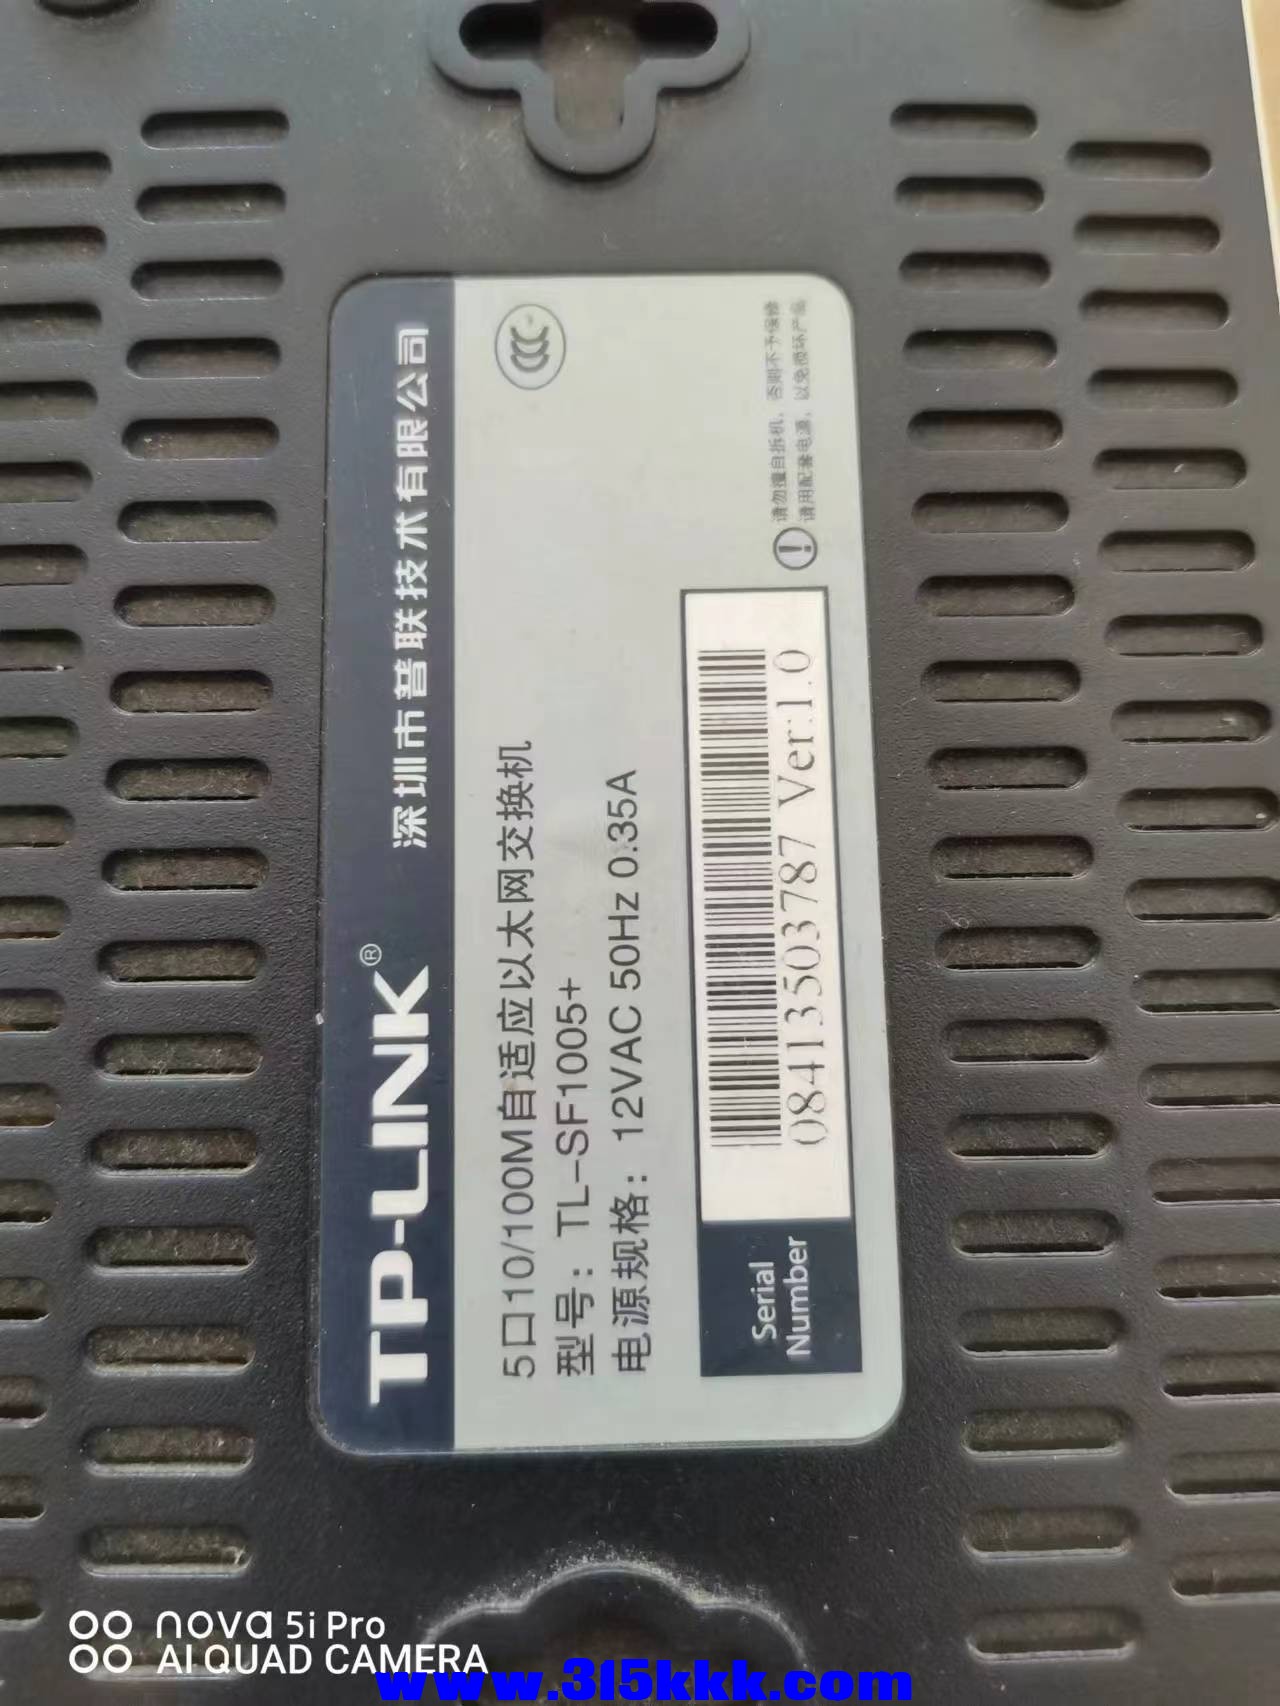 TP-LINK® 深圳市普联技术有限公司
5口10/100M自适应以太网交换机
型号：TL-SF1005+
电源规格：12VAC 50Hz 0.35A
Serial Number
08413503787 Ver:1.0
请勿擅自拆机，否则不予保修
请用配套电源，以免损坏产品
nova 5i Pro
AI QUAD CAMERA
www.315kkk.com